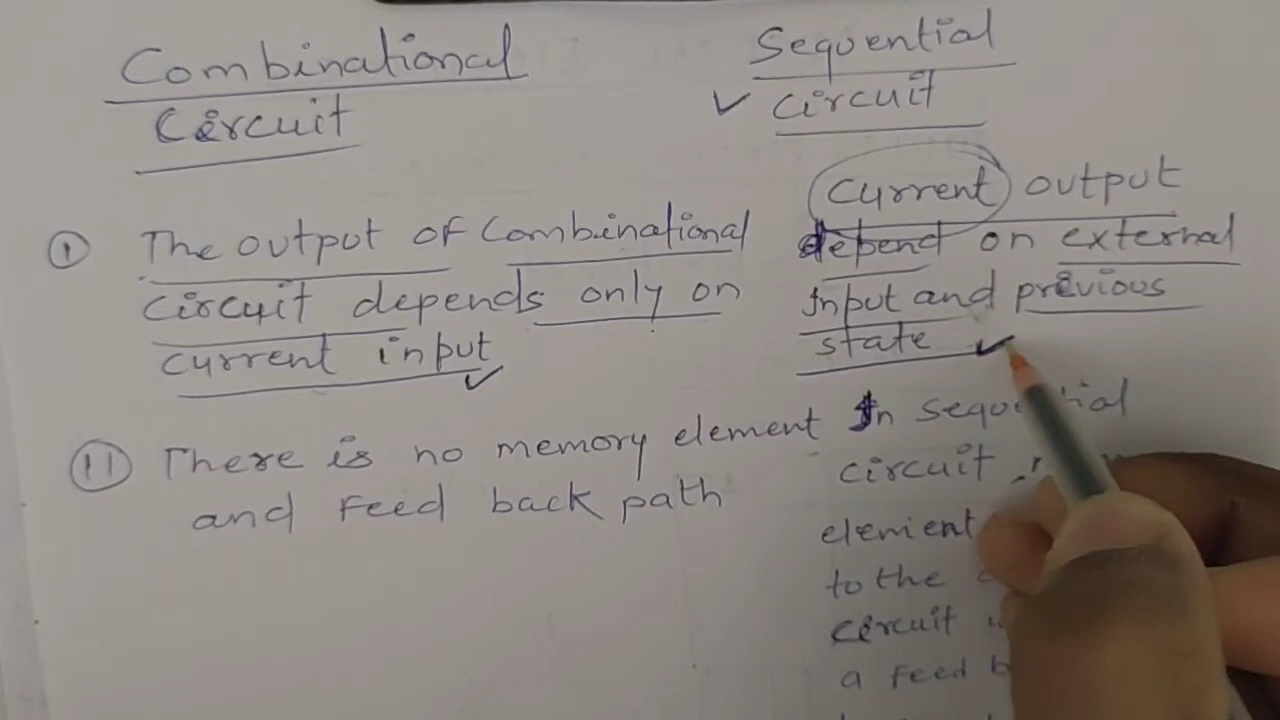 Combinational
Circuit
① The output of combinational
circuit depends only on
current input
⑪ There is no memory element
and Feed back path
Sequential
✓ circuit
current output
depend on external
Input and previous
state
In sequential
circuit
element
to the
circuit
a feed